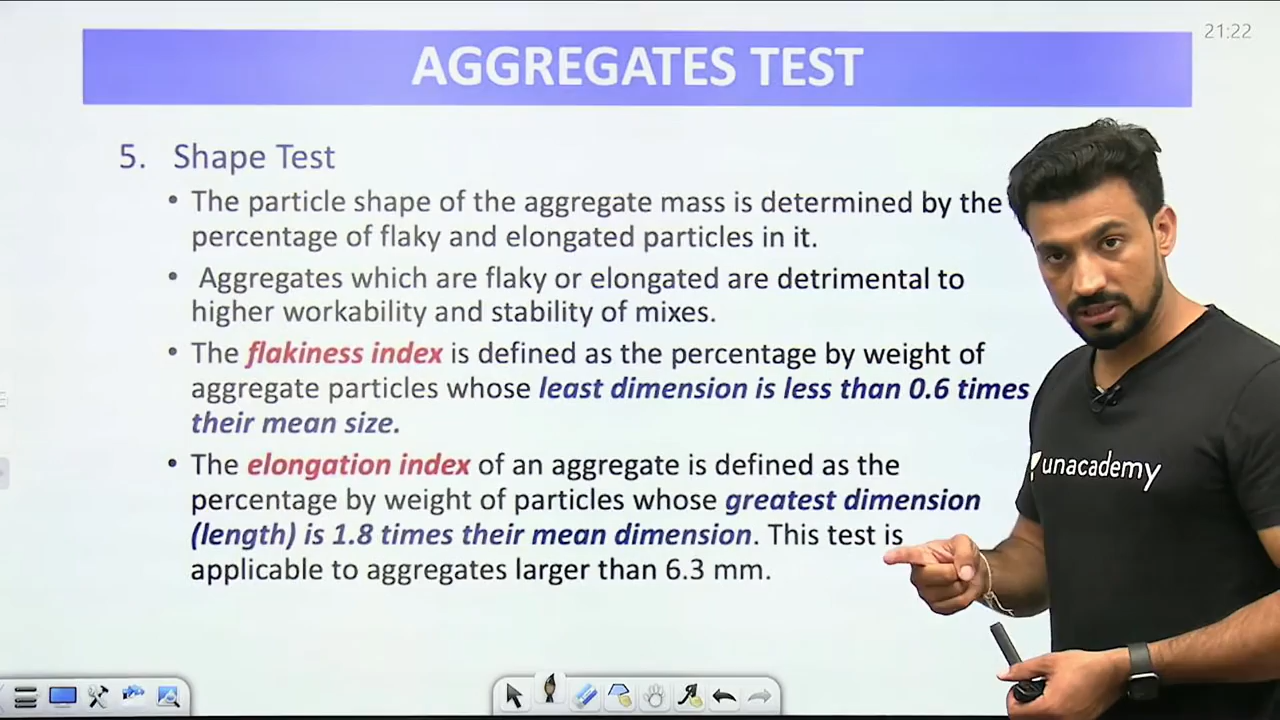 21:22
AGGREGATES TEST
5. Shape Test
• The particle shape of the aggregate mass is determined by the
percentage of flaky and elongated particles in it.
• Aggregates which are flaky or elongated are detrimental to
higher workability and stability of mixes.
• The flakiness index is defined as the percentage by weight of
aggregate particles whose least dimension is less than 0.6 times
their mean size.
• The elongation index of an aggregate is defined as the
percentage by weight of particles whose greatest dimension
(length) is 1.8 times their mean dimension. This test is
applicable to aggregates larger than 6.3 mm.
unacademy